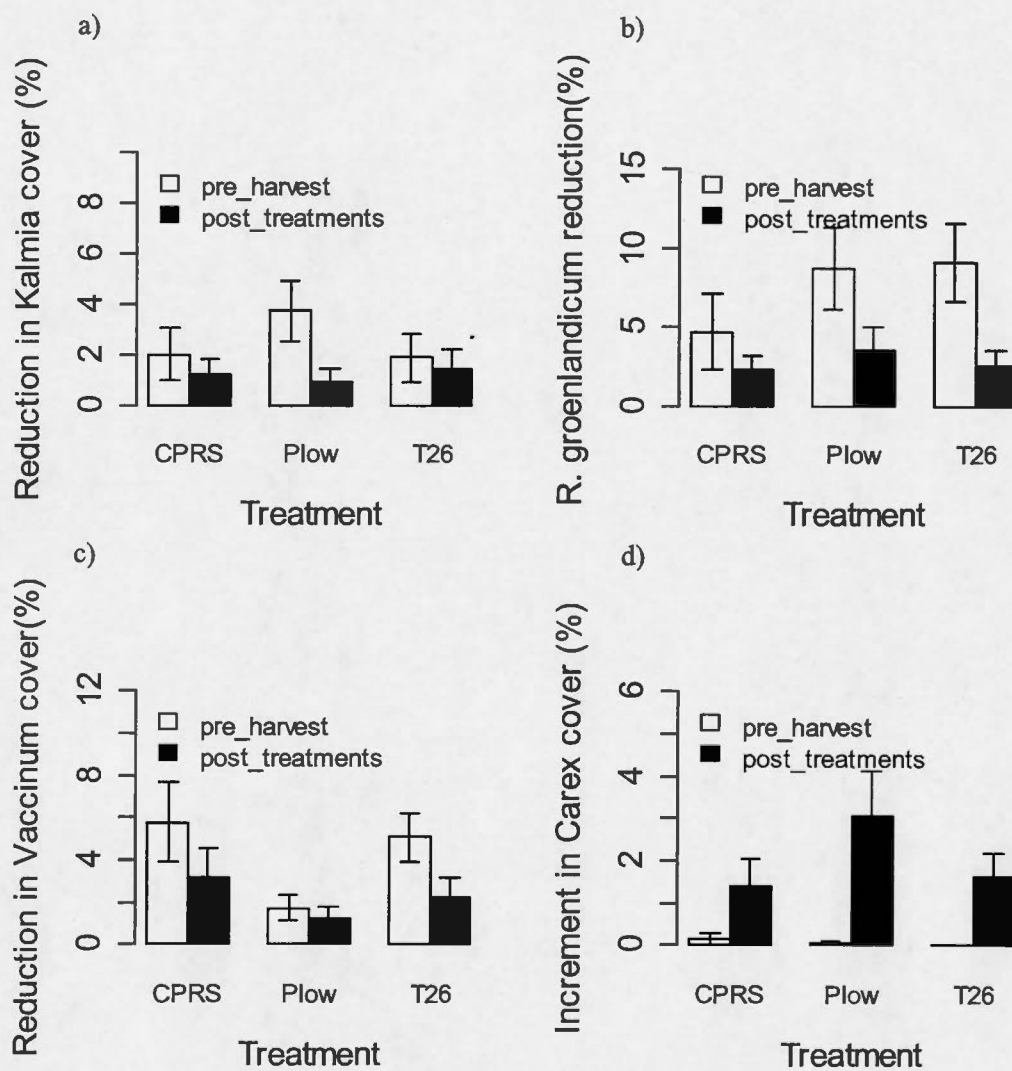 a)
Reduction in Kalmia cover (%)
8
6
4
2
0
pre_harvest
post_treatments
CPRS Plow T26
Treatment
b)
R. groenlandicum reduction(%)
15
10
5
0
pre_harvest
post_treatments
CPRS Plow T26
Treatment
c)
Reduction in Vaccinum cover(%)
12
8
4
0
pre_harvest
post_treatments
CPRS Plow T26
Treatment
d)
Increment in Carex cover (%)
6
4
2
0
pre_harvest
post_treatments
CPRS Plow T26
Treatment